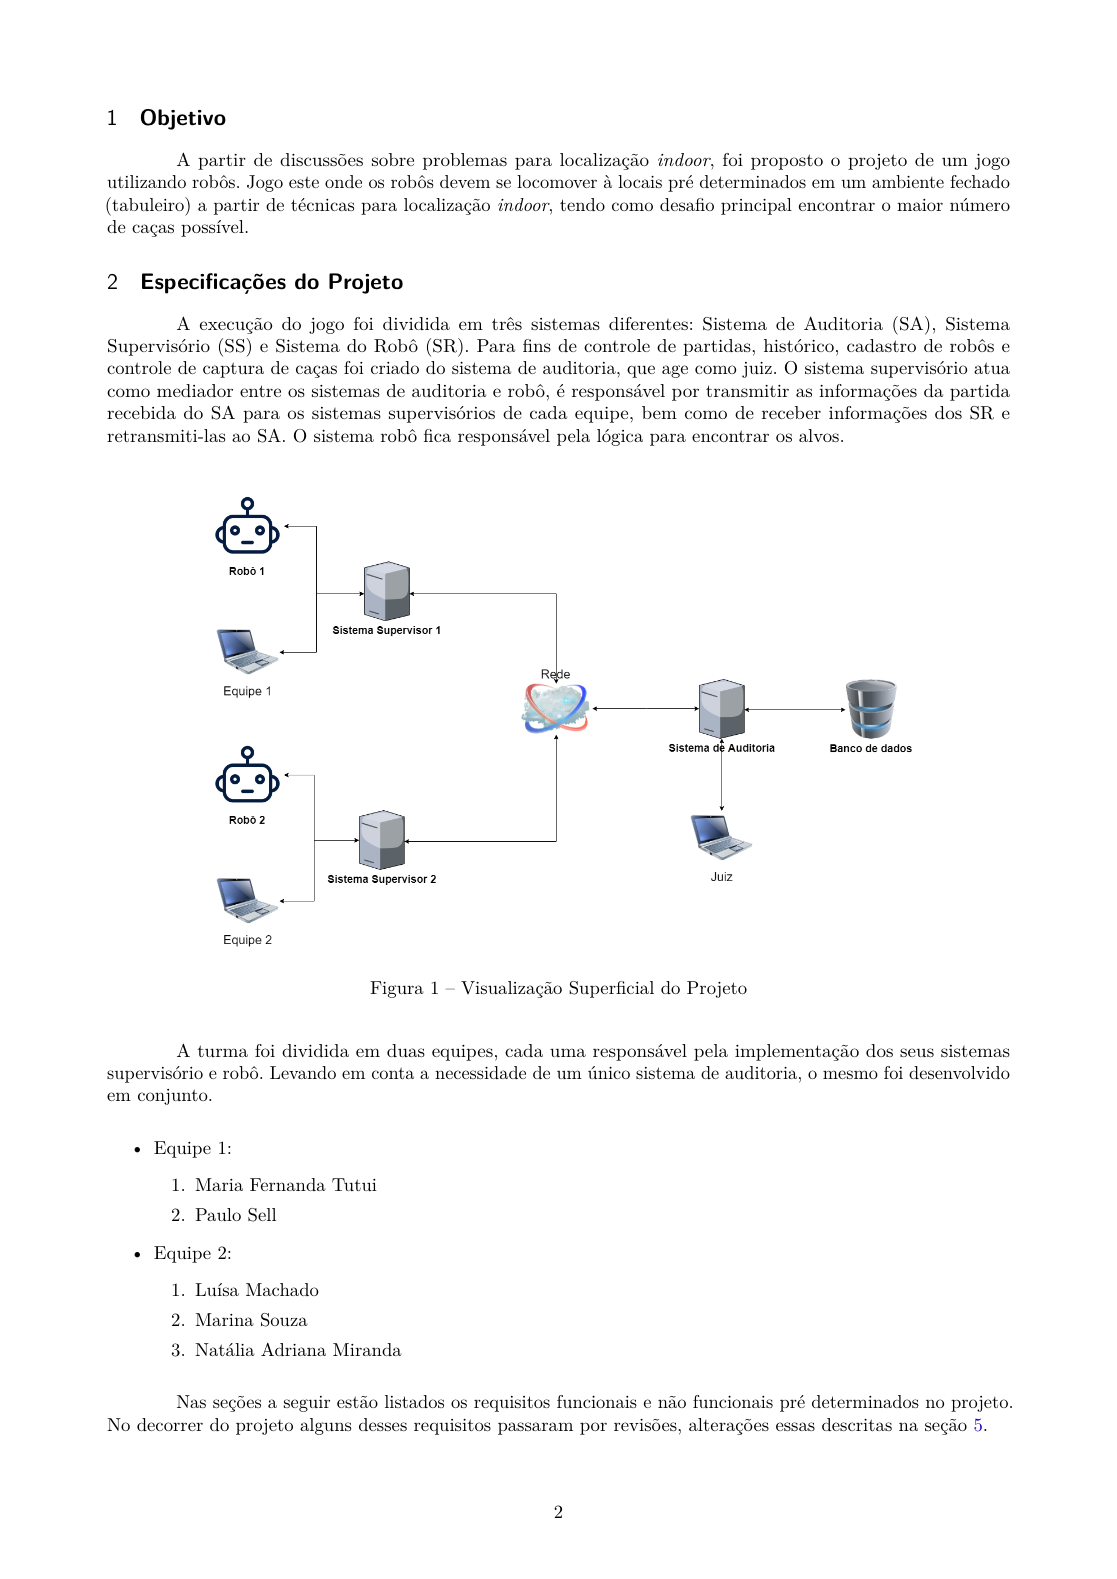 1 Objetivo
A partir de discussões sobre problemas para localização indoor, foi proposto o projeto de um jogo
utilizando robôs. Jogo este onde os robôs devem se locomover à locais pré determinados em um ambiente fechado
(tabuleiro) a partir de técnicas para localização indoor, tendo como desafio principal encontrar o maior número
de caças possível.
2 Especificações do Projeto
A execução do jogo foi dividida em três sistemas diferentes: Sistema de Auditoria (SA), Sistema
Supervisório (SS) e Sistema do Robô (SR). Para fins de controle de partidas, histórico, cadastro de robôs e
controle de captura de caças foi criado do sistema de auditoria, que age como juiz. O sistema supervisório atua
como mediador entre os sistemas de auditoria e robô, é responsável por transmitir as informações da partida
recebida do SA para os sistemas supervisórios de cada equipe, bem como de receber informações dos SR e
retransmiti-las ao SA. O sistema robô fica responsável pela lógica para encontrar os alvos.
Robô 1
Sistema Supervisor 1
Equipe 1
Rede
Sistema de Auditoria
Banco de dados
Robô 2
Sistema Supervisor 2
Juiz
Equipe 2
Figura 1 – Visualização Superficial do Projeto
A turma foi dividida em duas equipes, cada uma responsável pela implementação dos seus sistemas
supervisório e robô. Levando em conta a necessidade de um único sistema de auditoria, o mesmo foi desenvolvido
em conjunto.
• Equipe 1:
1. Maria Fernanda Tutui
2. Paulo Sell
• Equipe 2:
1. Luísa Machado
2. Marina Souza
3. Natália Adriana Miranda
Nas seções a seguir estão listados os requisitos funcionais e não funcionais pré determinados no projeto.
No decorrer do projeto alguns desses requisitos passaram por revisões, alterações essas descritas na seção 5.
2